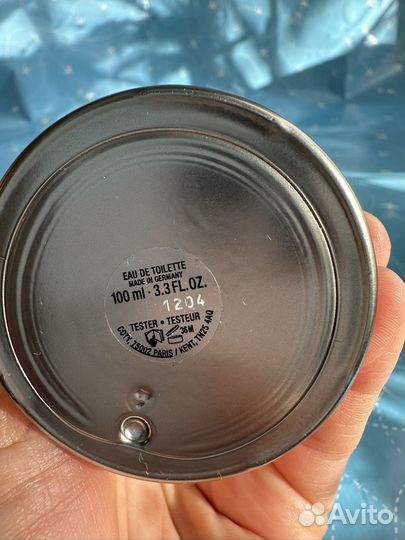 EAU DE TOILETTE
MADE IN GERMANY
100 ml · 3.3 FL.OZ.
1204
TESTER • TESTEUR
36M
COTY, 75002 PARIS / KENT, TN25 4AQ
Avito